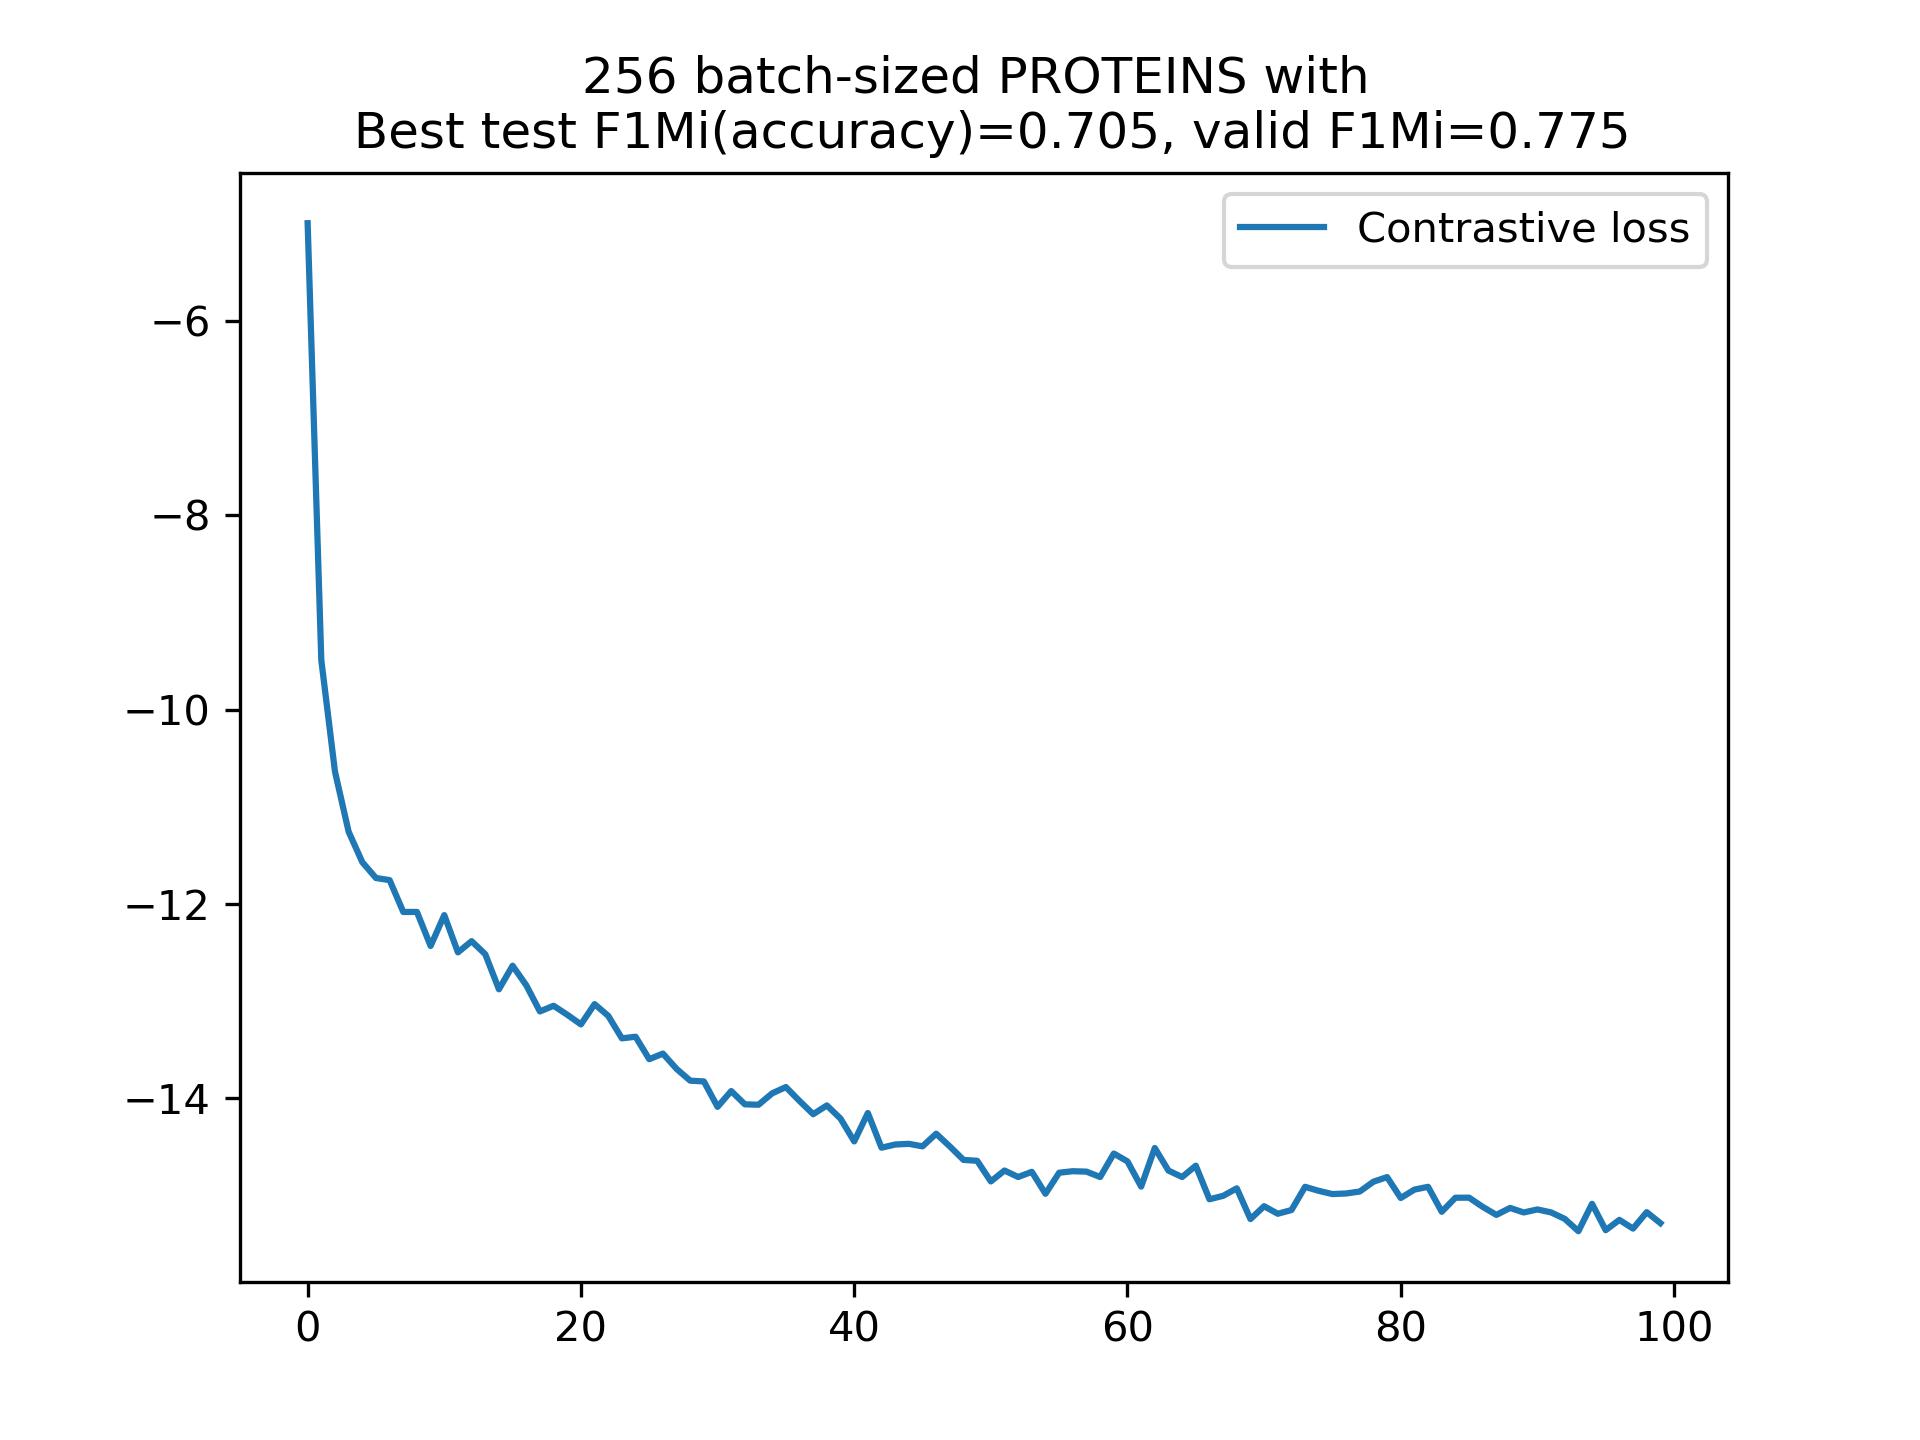 256 batch-sized PROTEINS with
Best test F1Mi(accuracy)=0.705, valid F1Mi=0.775
Contrastive loss
−6
−8
−10
−12
−14
0 20 40 60 80 100